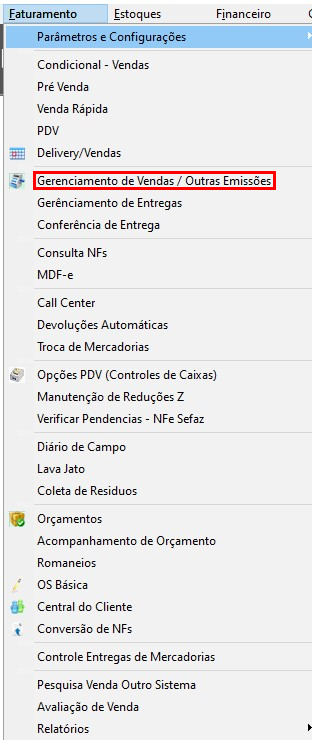 Faturamento Estoques Financeiro
Parâmetros e Configurações
Condicional - Vendas
Pré Venda
Venda Rápida
PDV
Delivery/Vendas
Gerenciamento de Vendas / Outras Emissões
Gerênciamento de Entregas
Conferência de Entrega
Consulta NFs
MDF-e
Call Center
Devoluções Automáticas
Troca de Mercadorias
Opções PDV (Controles de Caixas)
Manutenção de Reduções Z
Verificar Pendencias - NFe Sefaz
Diário de Campo
Lava Jato
Coleta de Residuos
Orçamentos
Acompanhamento de Orçamento
Romaneios
OS Básica
Central do Cliente
Conversão de NFs
Controle Entregas de Mercadorias
Pesquisa Venda Outro Sistema
Avaliação de Venda
Relatórios